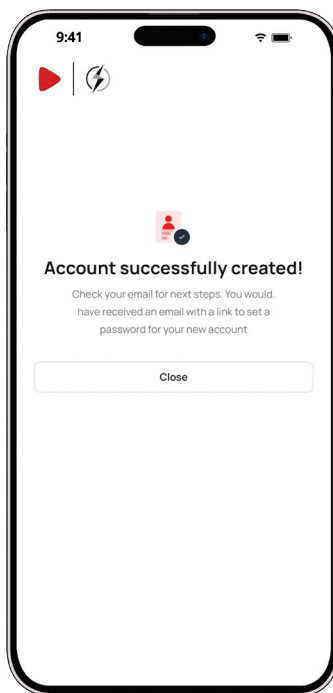 9:41
Account successfully created!
Check your email for next steps. You would.
have received an email with a link to set a
password for your new account
Close